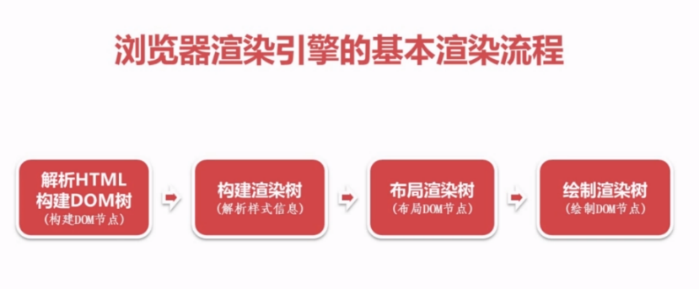 浏览器渲染引擎的基本渲染流程
解析HTML
构建DOM树
(构建DOM节点)
构建渲染树
(解析样式信息)
布局渲染树
(布局DOM节点)
绘制渲染树
(绘制DOM节点)